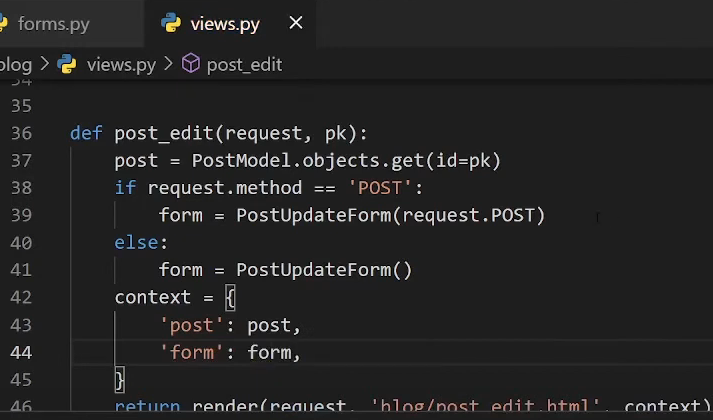 forms.py views.py ×
blog > views.py > post_edit
34
35
36 def post_edit(request, pk):
37 post = PostModel.objects.get(id=pk)
38 if request.method == 'POST':
39 form = PostUpdateForm(request.POST)
40 else:
41 form = PostUpdateForm()
42 context = {
43 'post': post,
44 'form': form,
45 }
46 return render(request, 'blog/post_edit.html', context)